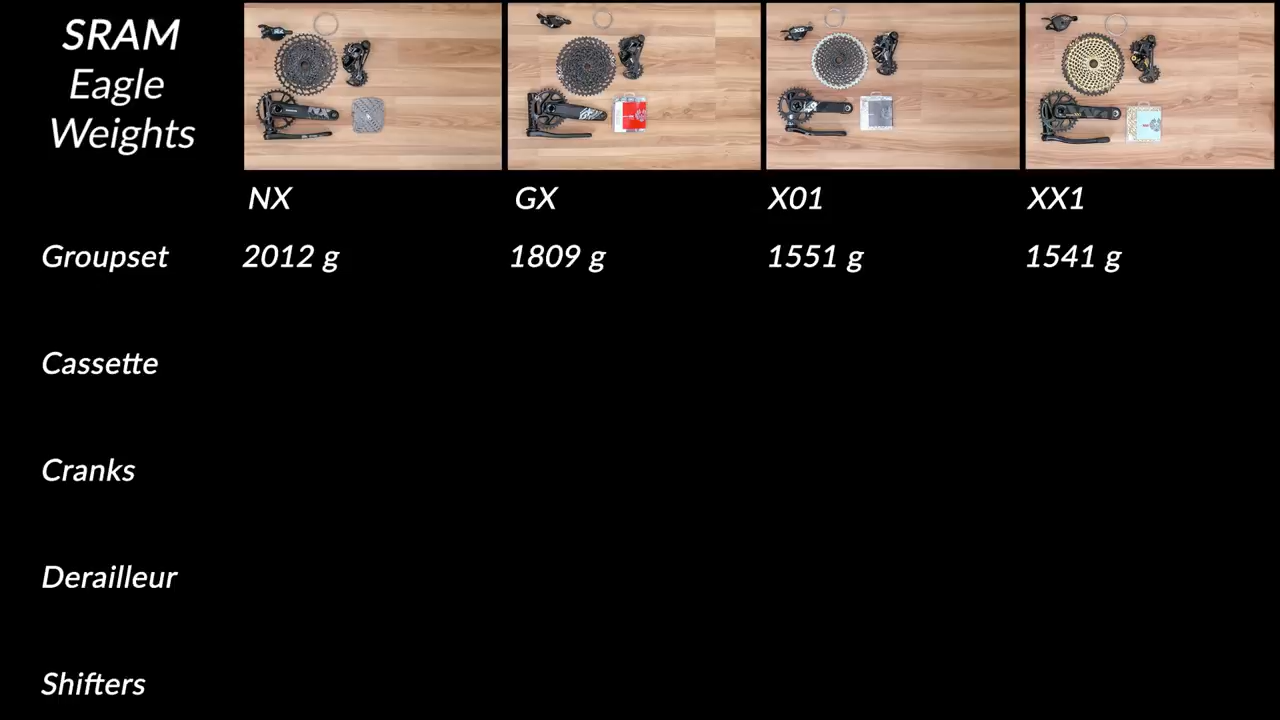 SRAM
Eagle
Weights
NX GX X01 XX1
Groupset 2012 g 1809 g 1551 g 1541 g
Cassette
Cranks
Derailleur
Shifters